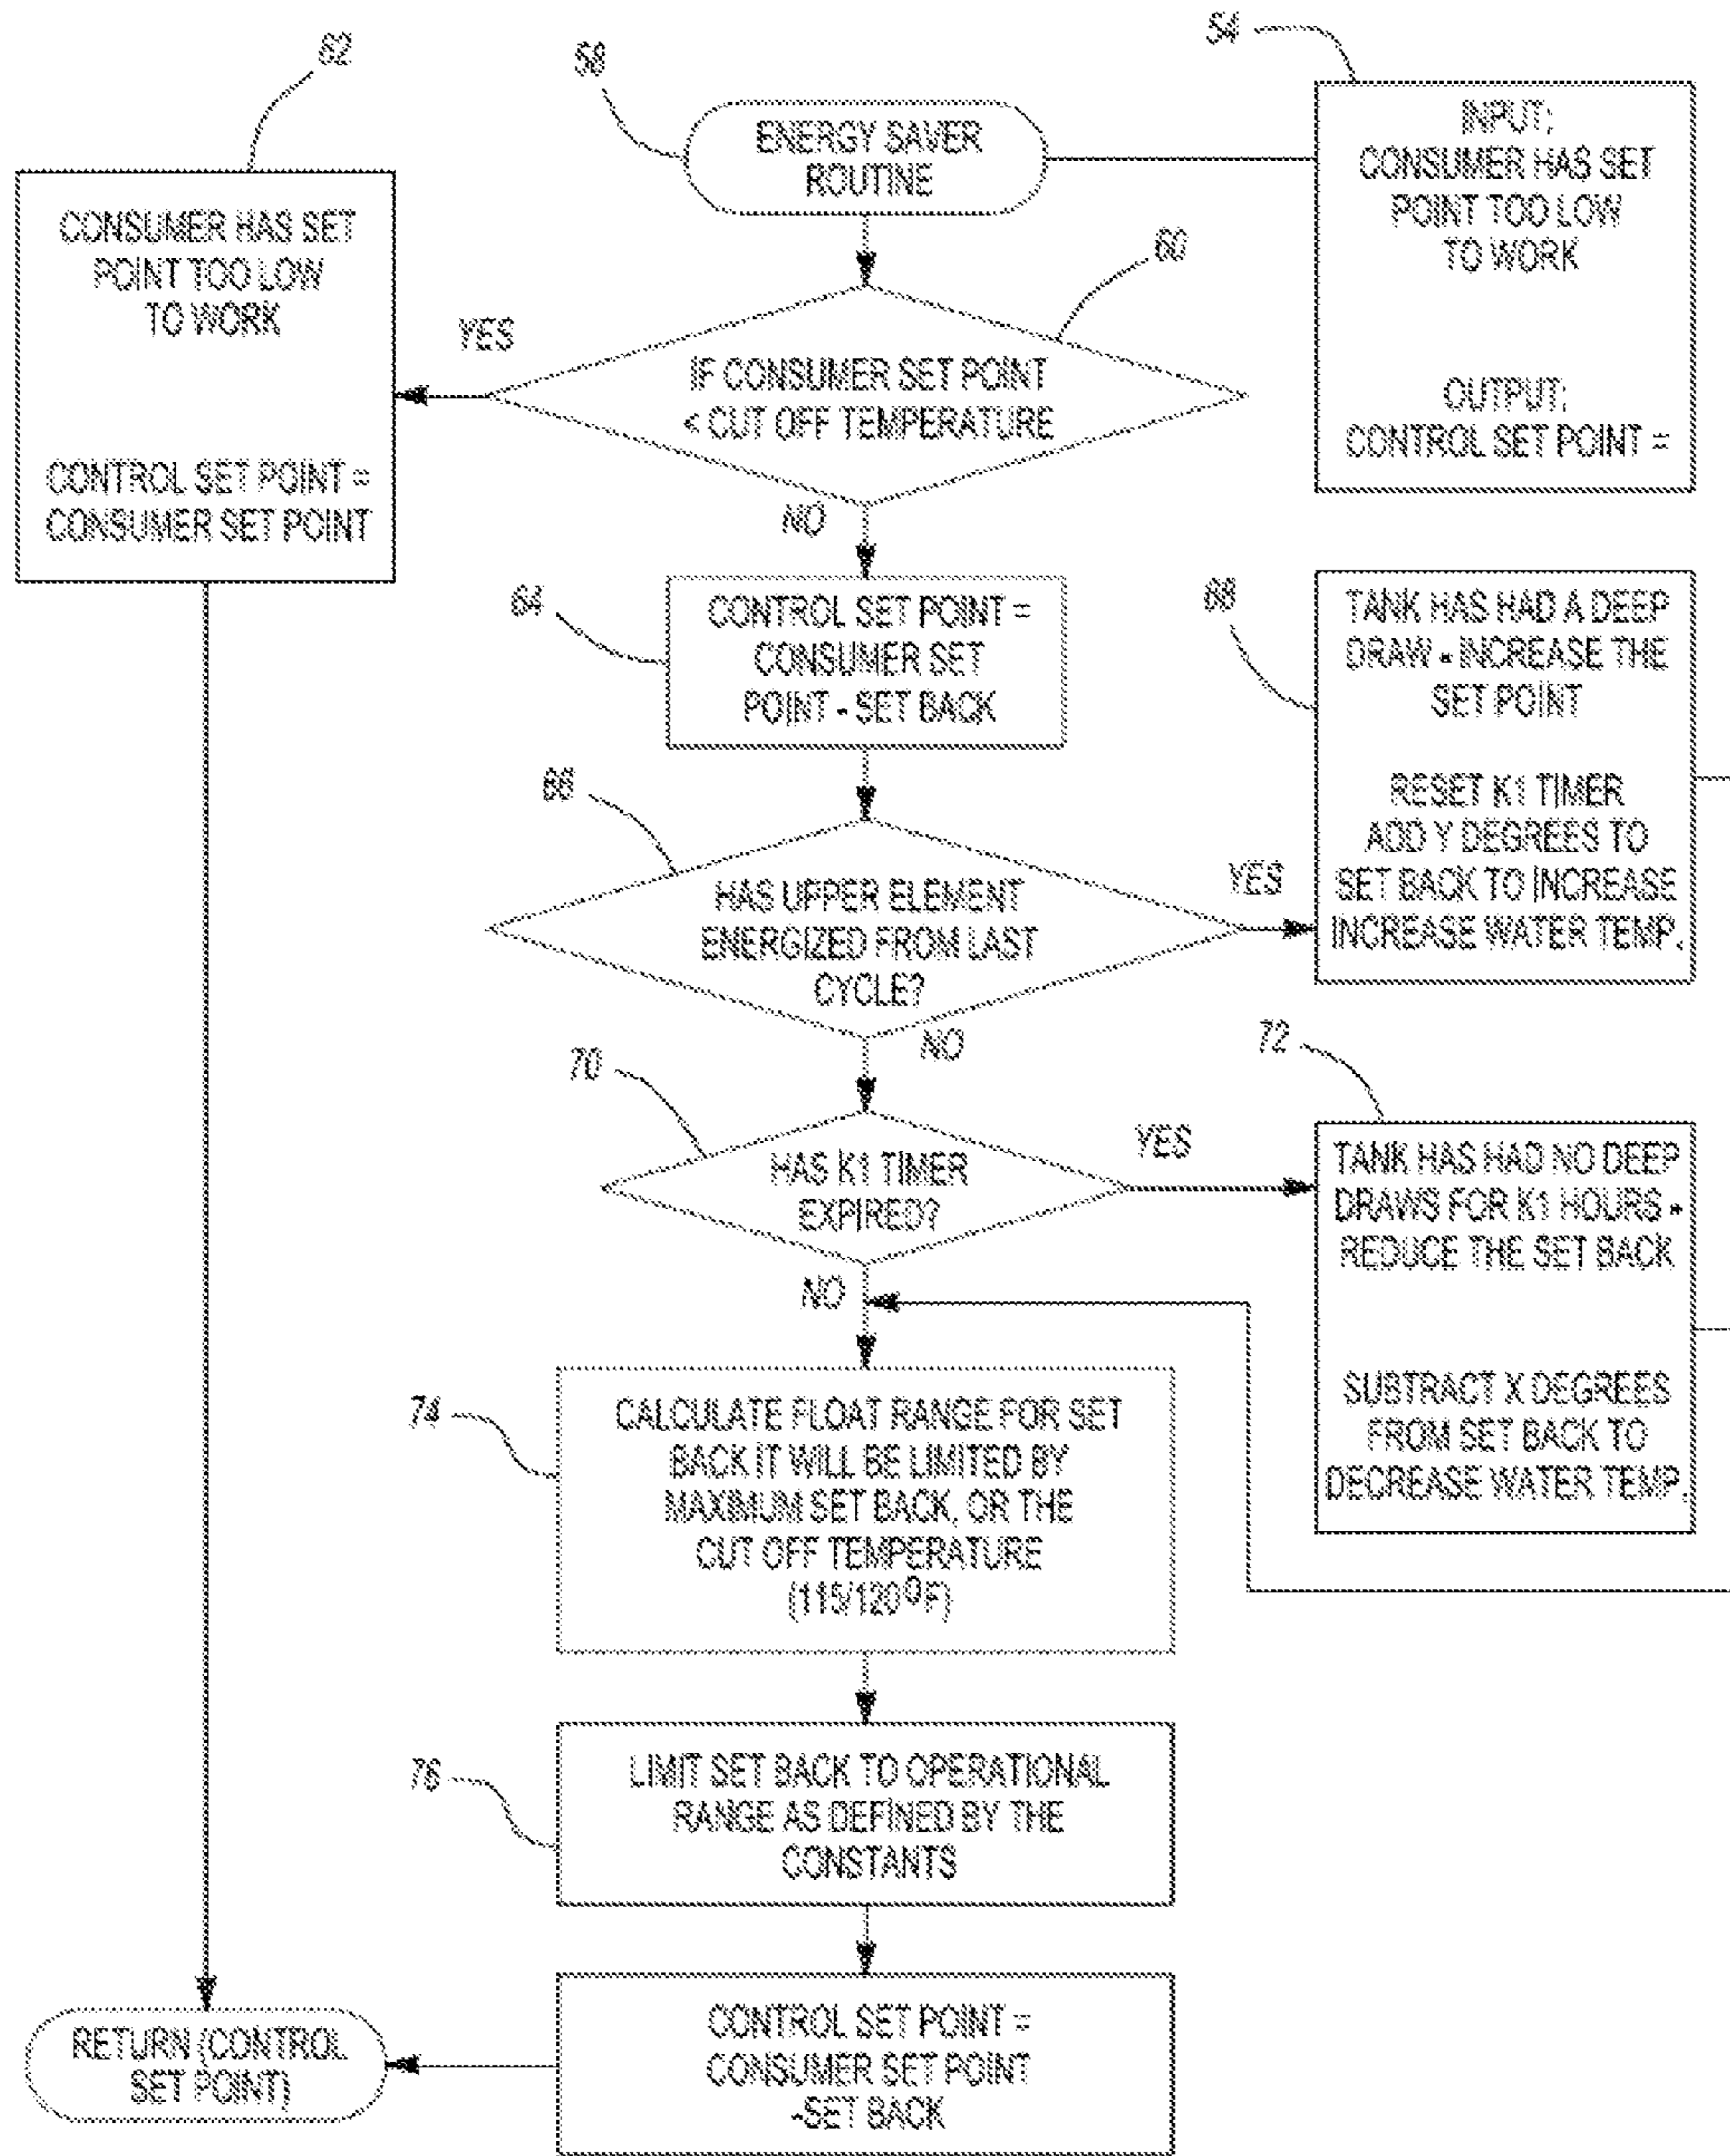 62
58
54
ENERGY SAVER
ROUTINE
INPUT;
CONSUMER HAS SET
POINT TOO LOW
TO WORK
OUTPUT;
CONTROL SET POINT =
CONSUMER HAS SET
POINT TOO LOW
TO WORK
CONTROL SET POINT =
CONSUMER SET POINT
60
YES
IF CONSUMER SET POINT
< CUT OFF TEMPERATURE
NO
64
CONTROL SET POINT =
CONSUMER SET
POINT - SET BACK
68
TANK HAS HAD A DEEP
DRAW - INCREASE THE
SET POINT
RESET K1 TIMER
ADD Y DEGREES TO
SET BACK TO INCREASE
INCREASE WATER TEMP.
66
HAS UPPER ELEMENT
ENERGIZED FROM LAST
CYCLE?
YES
NO
70
HAS K1 TIMER
EXPIRED?
YES
NO
72
TANK HAS HAD NO DEEP
DRAWS FOR K1 HOURS -
REDUCE THE SET BACK
SUBTRACT X DEGREES
FROM SET BACK TO
DECREASE WATER TEMP.
74
CALCULATE FLOAT RANGE FOR SET
BACK IT WILL BE LIMITED BY
MAXIMUM SET BACK, OR THE
CUT OFF TEMPERATURE
(115/120ºF)
76
LIMIT SET BACK TO OPERATIONAL
RANGE AS DEFINED BY THE
CONSTANTS
CONTROL SET POINT =
CONSUMER SET POINT
-SET BACK
RETURN (CONTROL
SET POINT)